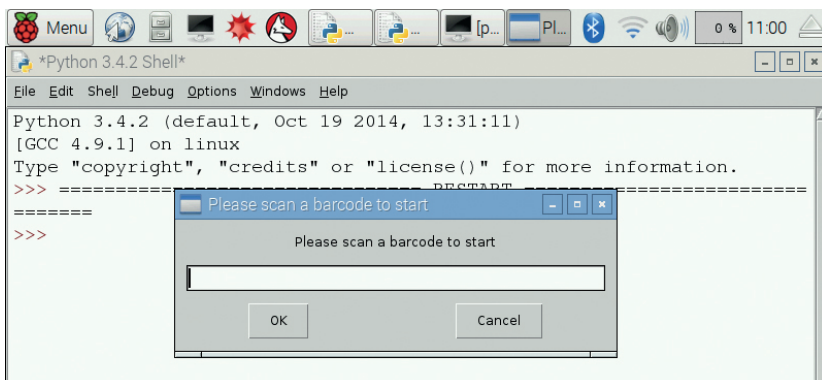 Menu
...
...
[p...
Pl...
0 %
11:00
*Python 3.4.2 Shell*
File Edit Shell Debug Options Windows Help
Python 3.4.2 (default, Oct 19 2014, 13:31:11)
[GCC 4.9.1] on linux
Type "copyright", "credits" or "license()" for more information.
>>> ================================ RESTART ================================
=======
>>>
Please scan a barcode to start
Please scan a barcode to start
OK
Cancel